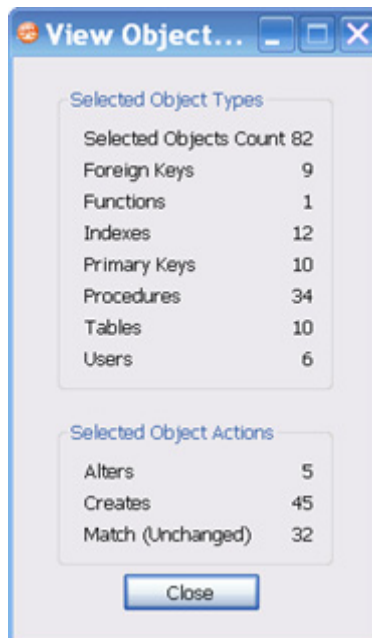 View Object...
Selected Object Types
Selected Objects Count 82
Foreign Keys 9
Functions 1
Indexes 12
Primary Keys 10
Procedures 34
Tables 10
Users 6
Selected Object Actions
Alters 5
Creates 45
Match (Unchanged) 32
Close